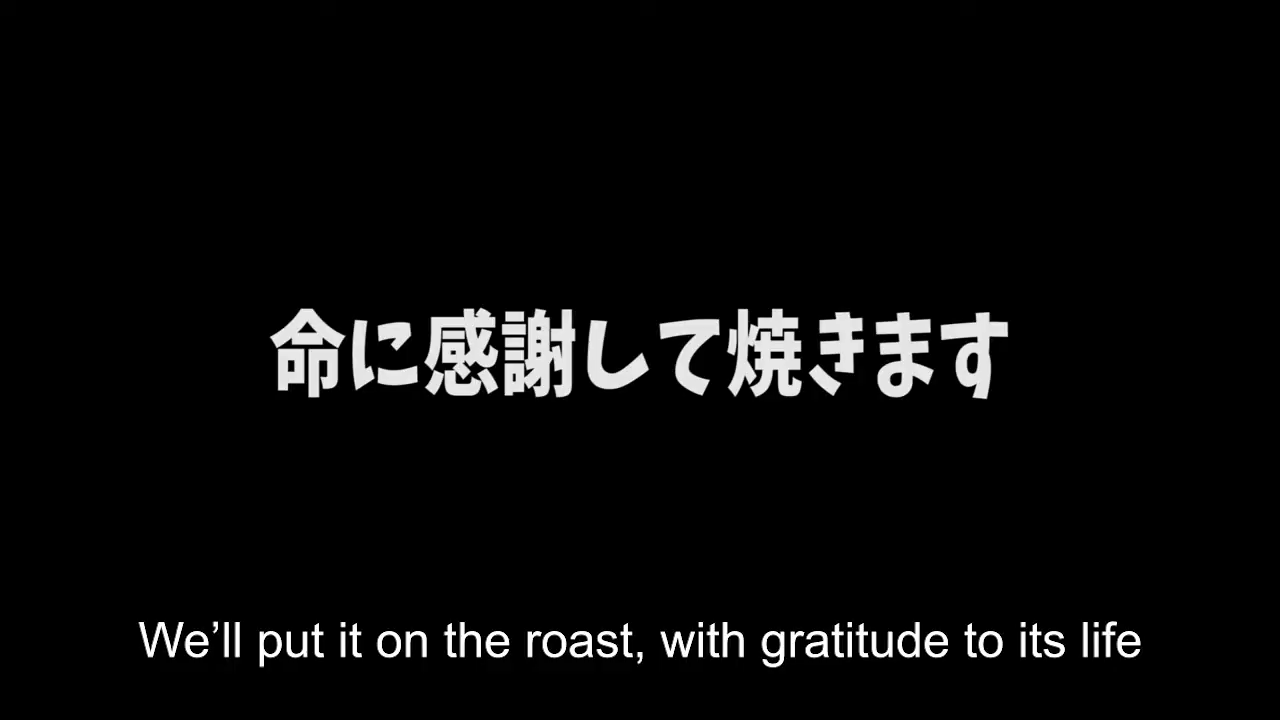 命に感謝して焼きます
We’ll put it on the roast, with gratitude to its life